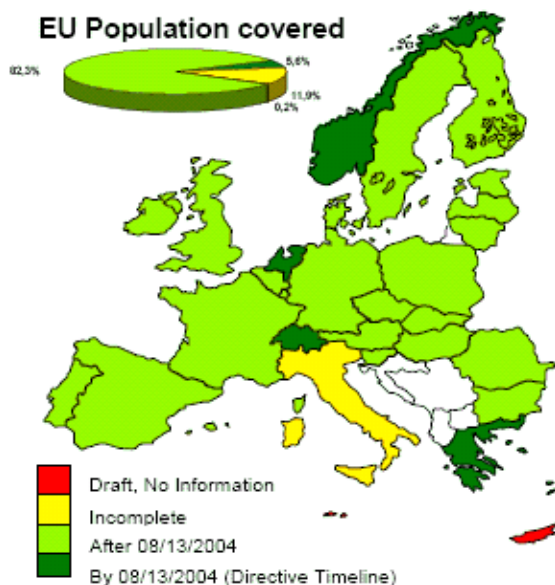 EU Population covered
82,3%
5,6%
11,9%
0,2%
Draft, No Information
Incomplete
After 08/13/2004
By 08/13/2004 (Directive Timeline)